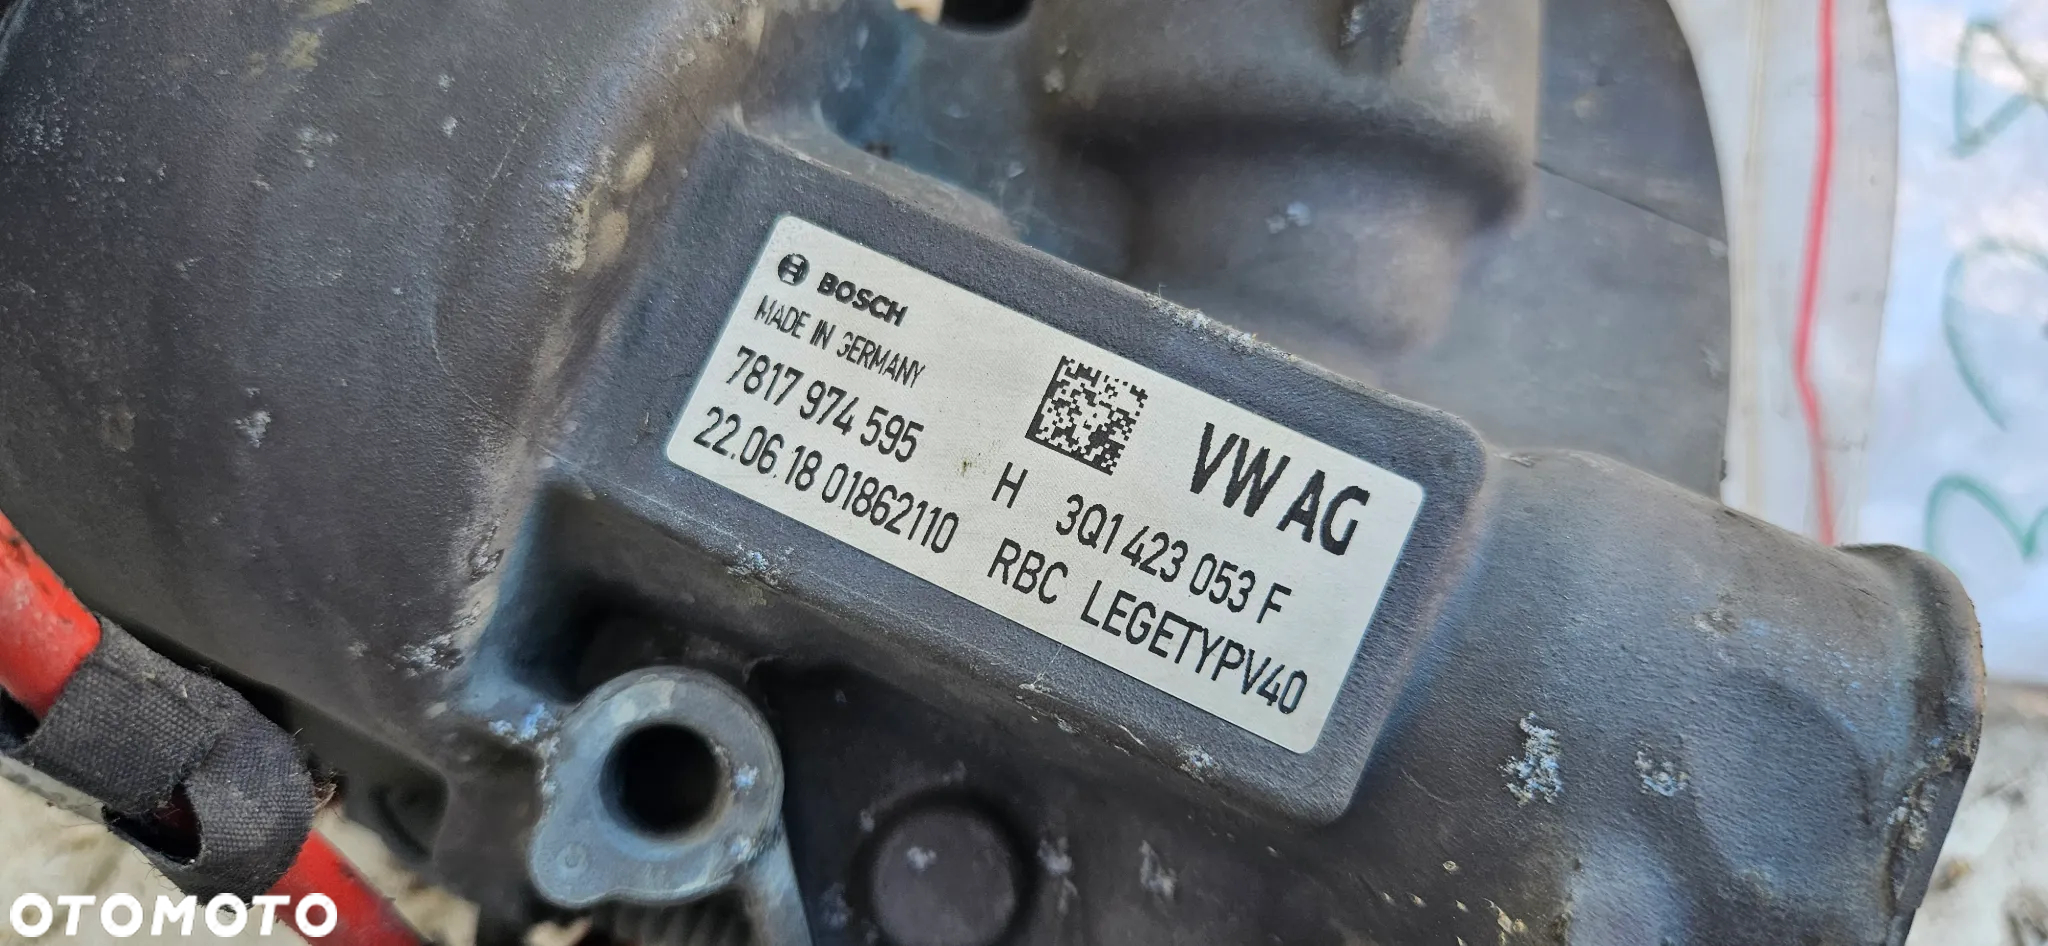 BOSCH
MADE IN GERMANY
7817 974 595
22.06.18 01862110
VW AG
H 3Q1 423 053 F
RBC LEGETYPV40
OTOMOTO